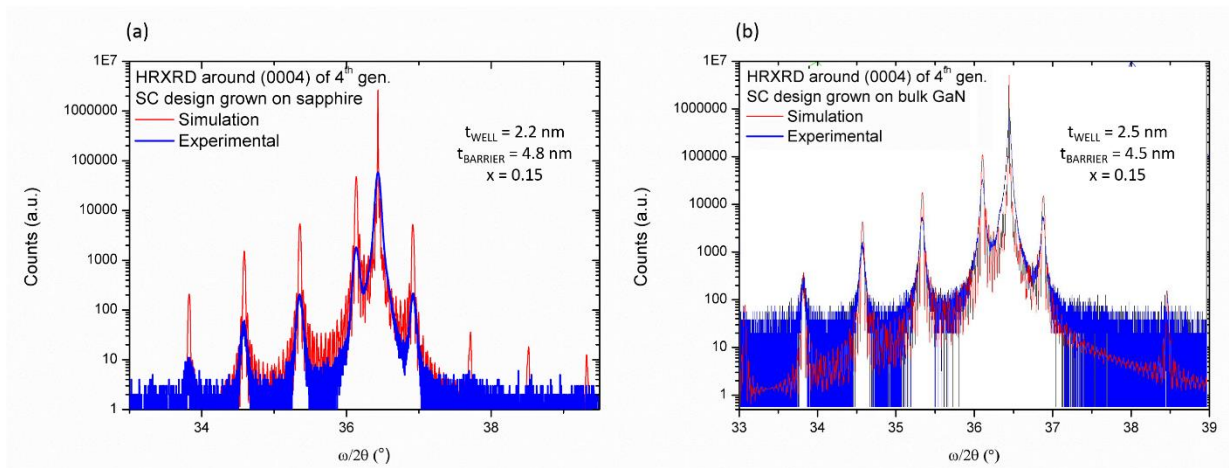 (a)
1E7
1000000
100000
10000
1000
100
10
1
HRXRD around (0004) of 4th gen.
SC design grown on sapphire
Simulation
Experimental
tWELL = 2.2 nm
tBARRIER = 4.8 nm
x = 0.15
Counts (a.u.)
34 36 38
ω/2θ (°)
(b)
1E7
1000000
100000
10000
1000
100
10
1
HRXRD around (0004) of 4th gen.
SC design grown on bulk GaN
Simulation
Experimental
tWELL = 2.5 nm
tBARRIER = 4.5 nm
x = 0.15
Counts (a.u.)
33 34 35 36 37 38 39
ω/2θ (°)